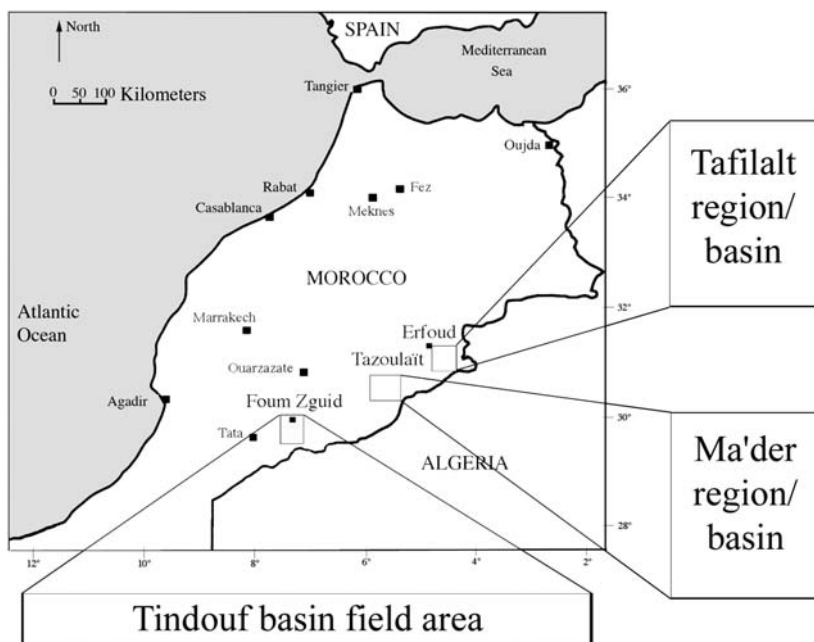 North
SPAIN
Mediterranean
Sea
0 50 100 Kilometers
Tangier
36°
Oujda
Rabat
Fez
34°
Meknes
Casablanca
MOROCCO
32°
Atlantic
Ocean
Marrakech
Erfoud
Tazoulaït
Ouarzazate
Agadir
Foum Zguid
30°
Tata
ALGERIA
28°
12°
10°
8°
6°
4°
2°
Tafilalt
region/
basin
Ma'der
region/
basin
Tindouf basin field area